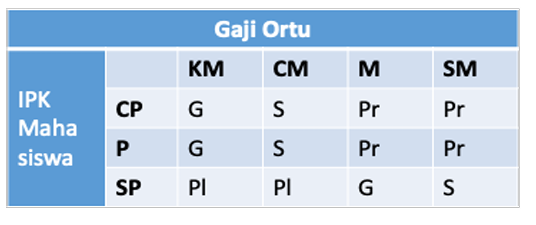 Gaji Ortu
IPK
Maha
siswa
KM CM M SM
CP G S Pr Pr
P G S Pr Pr
SP Pl Pl G S